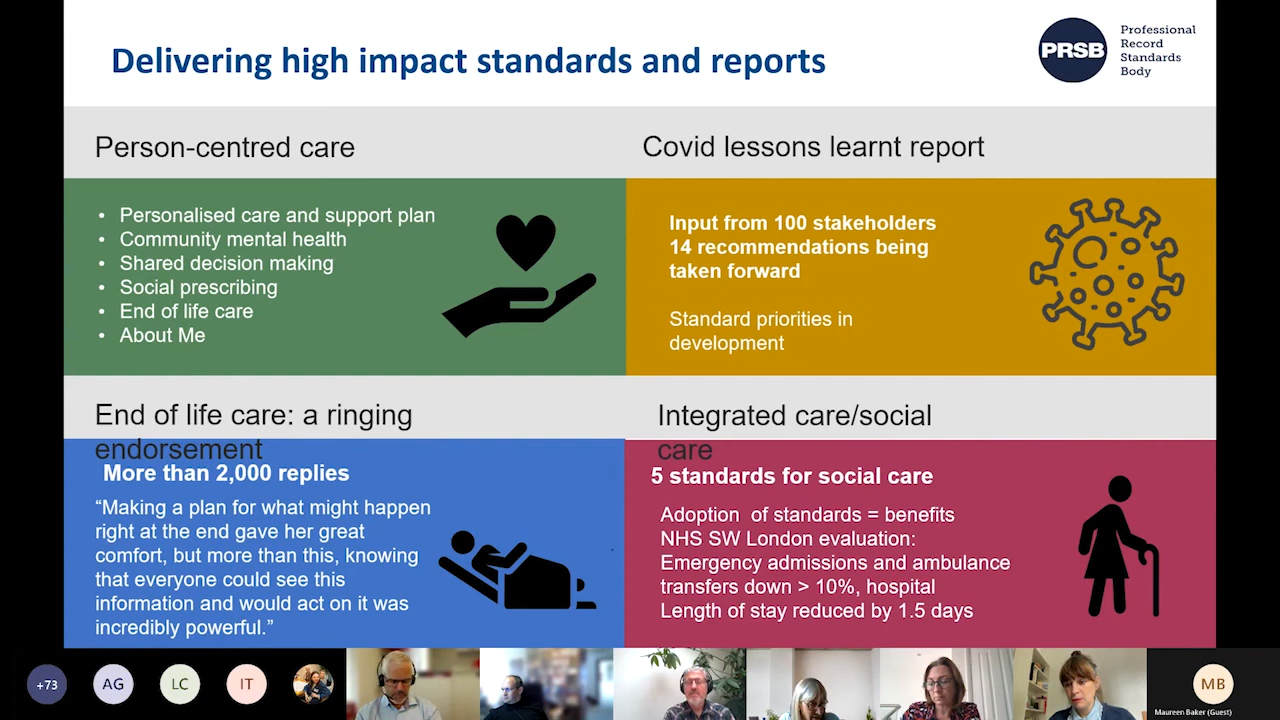 Delivering high impact standards and reports
PRSB
Professional
Record
Standards
Body
Person-centred care
Covid lessons learnt report
• Personalised care and support plan
• Community mental health
• Shared decision making
• Social prescribing
• End of life care
• About Me
Input from 100 stakeholders
14 recommendations being
taken forward
Standard priorities in
development
End of life care: a ringing
endorsement
More than 2,000 replies
“Making a plan for what might happen
right at the end gave her great
comfort, but more than this, knowing
that everyone could see this
information and would act on it was
incredibly powerful.”
Integrated care/social
care
5 standards for social care
Adoption of standards = benefits
NHS SW London evaluation:
Emergency admissions and ambulance
transfers down > 10%, hospital
Length of stay reduced by 1.5 days
+73
AG
LC
IT
MB
Maureen Baker (Guest)